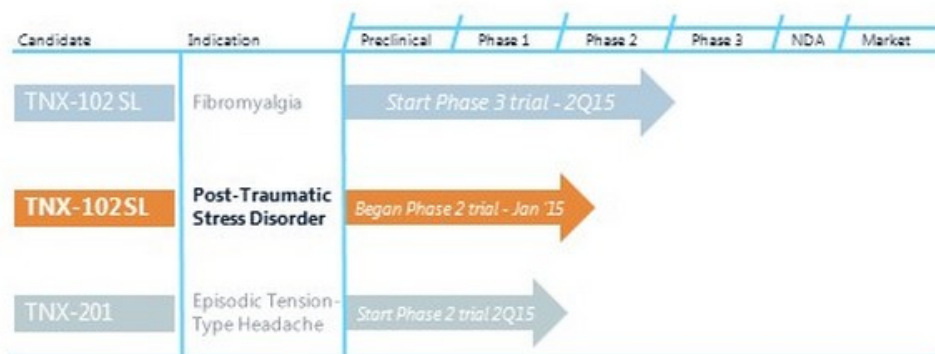 Candidate Indication Preclinical Phase 1 Phase 2 Phase 3 NDA Market
TNX-102 SL Fibromyalgia Start Phase 3 trial - 2Q15
TNX-102SL Post-Traumatic Stress Disorder Began Phase 2 trial - Jan '15
TNX-201 Episodic Tension-Type Headache Start Phase 2 trial 2Q15